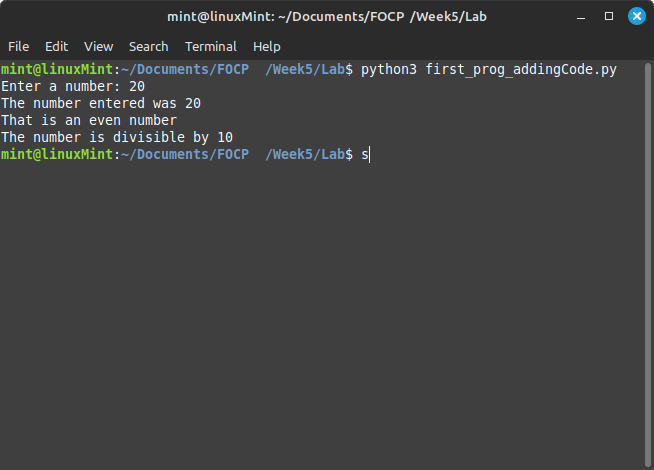 mint@linuxMint: ~/Documents/FOCP /Week5/Lab
File Edit View Search Terminal Help
mint@linuxMint:~/Documents/FOCP  /Week5/Lab$ python3 first_prog_addingCode.py
Enter a number: 20
The number entered was 20
That is an even number
The number is divisible by 10
mint@linuxMint:~/Documents/FOCP  /Week5/Lab$ s